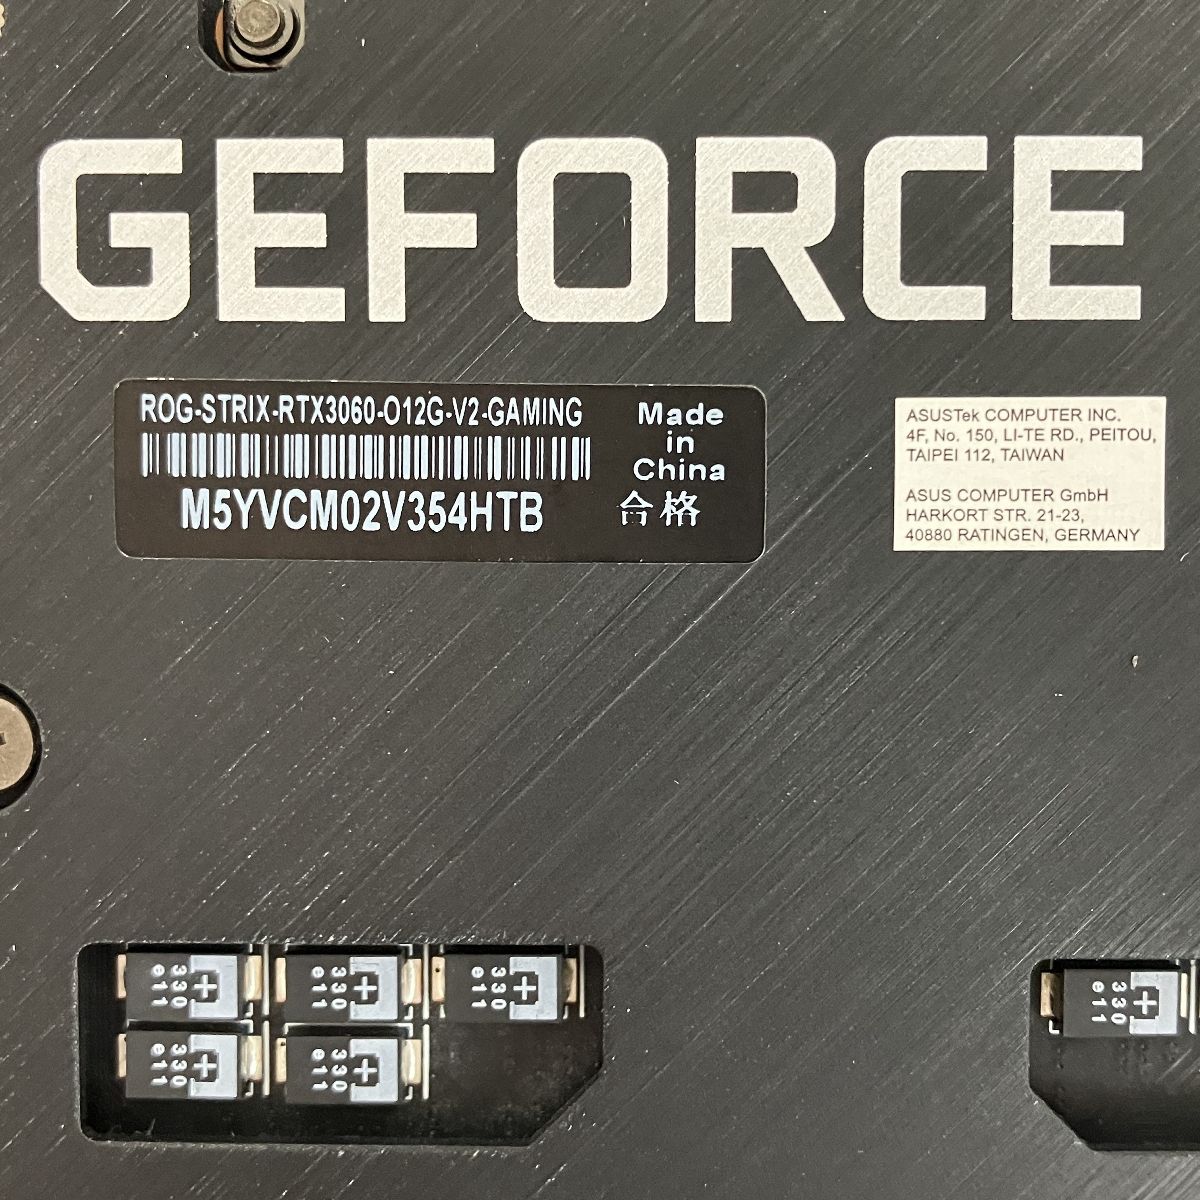 GEFORCE
ROG-STRIX-RTX3060-O12G-V2-GAMING
M5YVCM02V354HTB
Made
in
China
合格
ASUSTek COMPUTER INC.
4F, No. 150, LI-TE RD., PEITOU,
TAIPEI 112, TAIWAN
ASUS COMPUTER GmbH
HARKORT STR. 21-23,
40880 RATINGEN, GERMANY
330
e11
330
e11
330
e11
330
e11
330
e11
330
e11